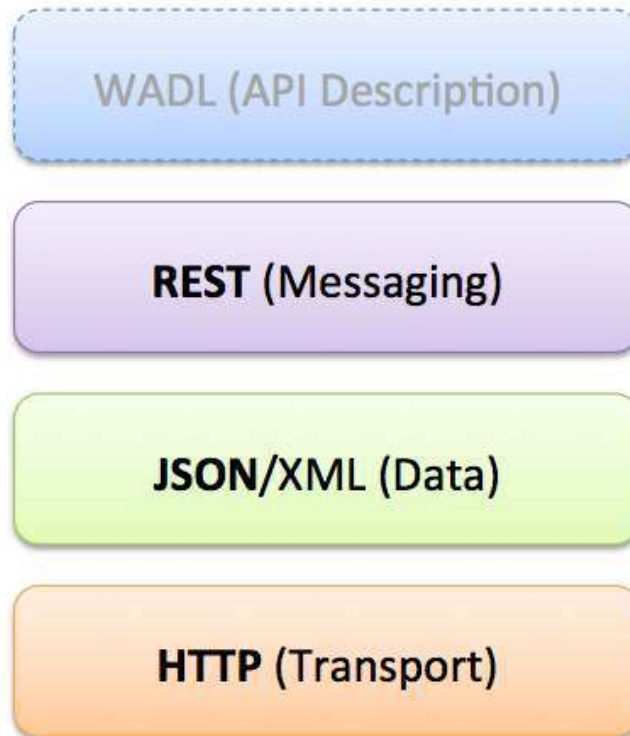 WADL (API Description)
REST (Messaging)
JSON/XML (Data)
HTTP (Transport)